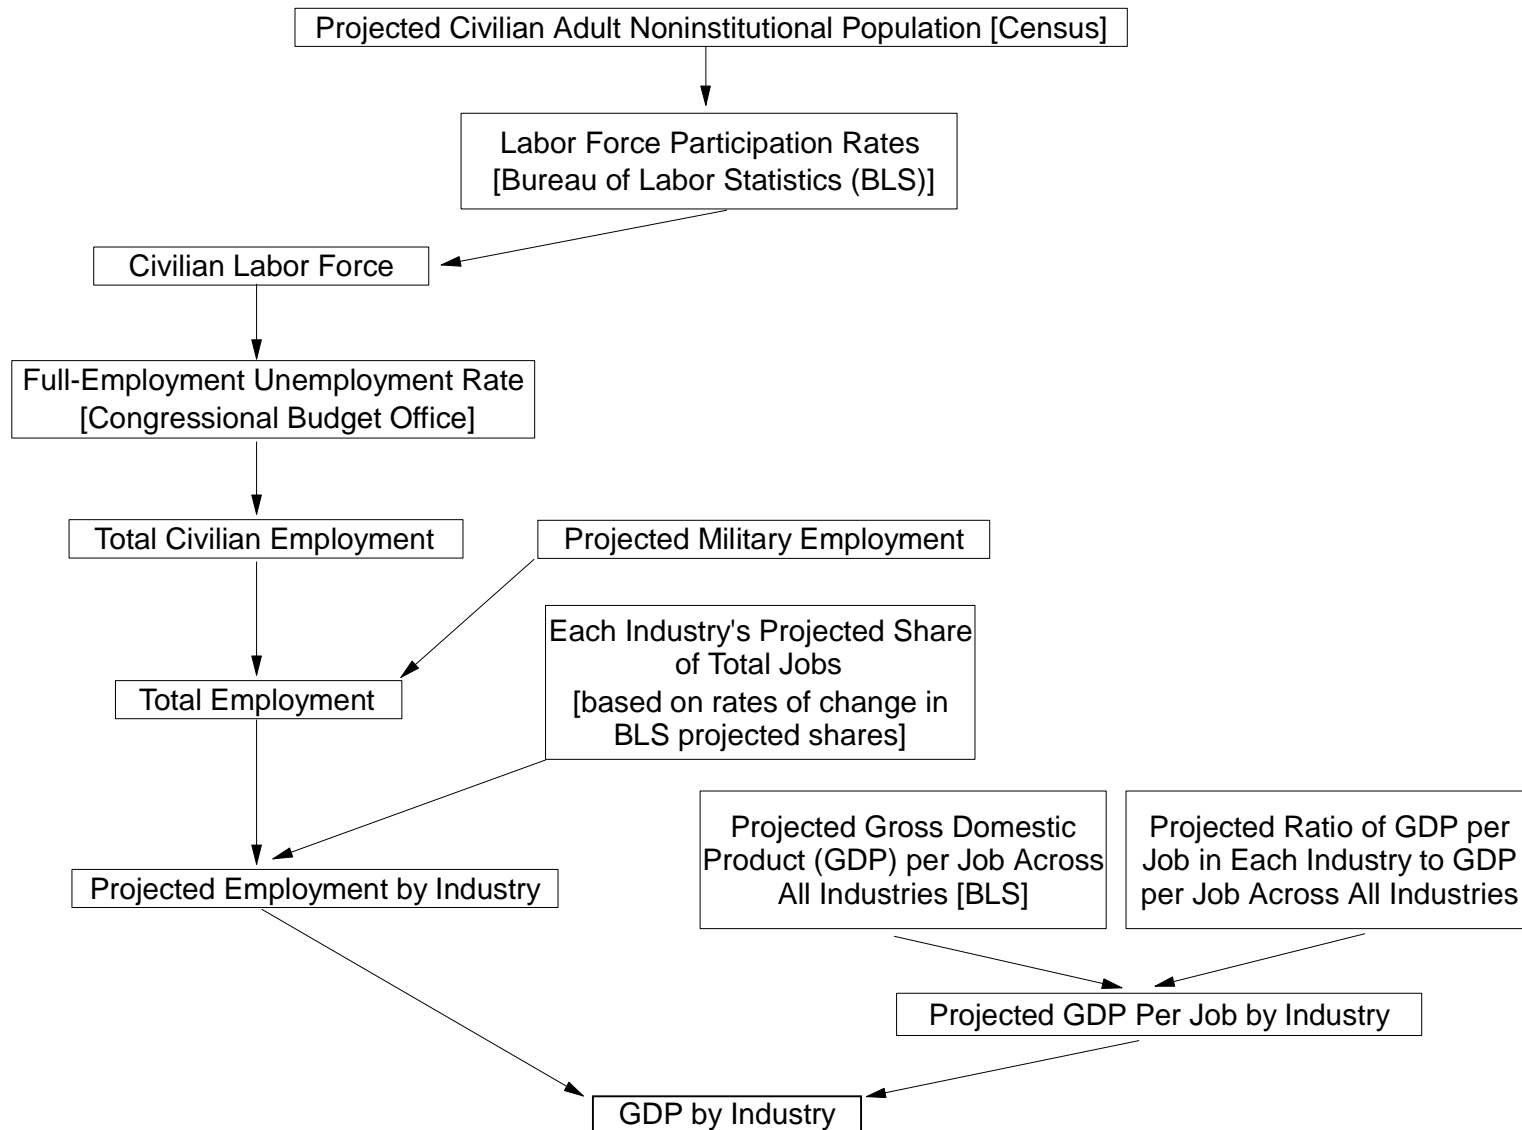 Projected Civilian Adult Noninstitutional Population [Census]
Labor Force Participation Rates
[Bureau of Labor Statistics (BLS)]
Civilian Labor Force
Full-Employment Unemployment Rate
[Congressional Budget Office]
Total Civilian Employment
Projected Military Employment
Each Industry's Projected Share
of Total Jobs
[based on rates of change in
BLS projected shares]
Total Employment
Projected Gross Domestic
Product (GDP) per Job Across
All Industries [BLS]
Projected Ratio of GDP per
Job in Each Industry to GDP
per Job Across All Industries
Projected Employment by Industry
Projected GDP Per Job by Industry
GDP by Industry